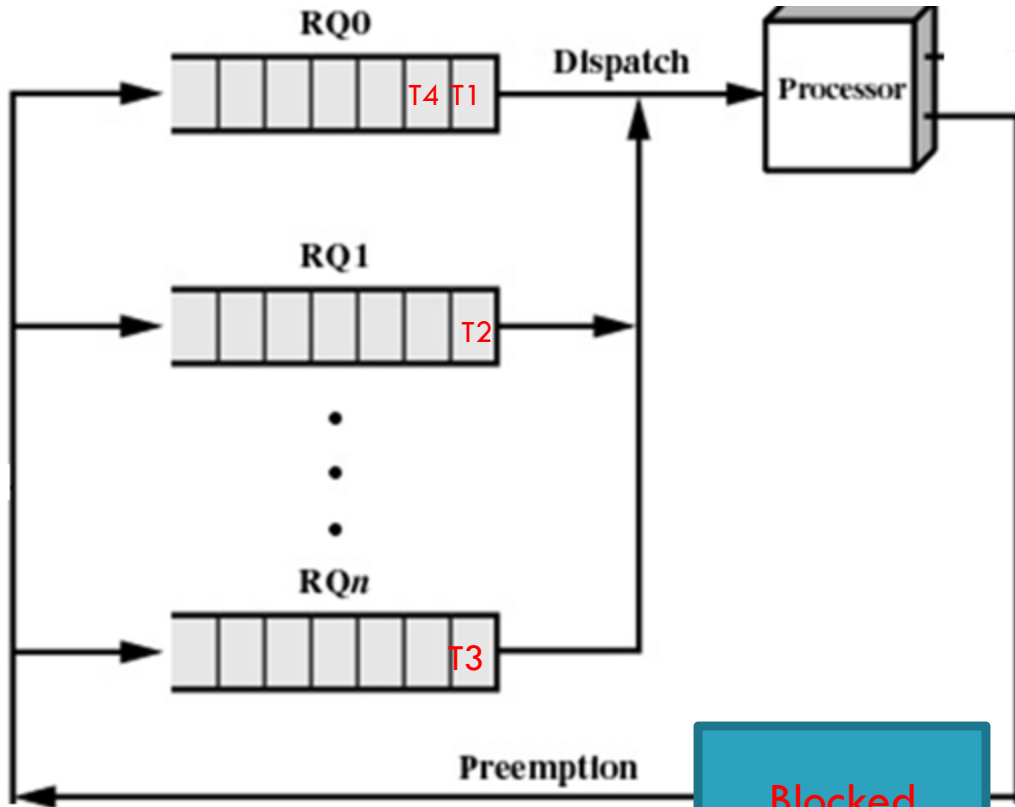 RQ0
T4 T1
Dispatch
Processor
RQ1
T2
RQn
T3
Preemption
Blocked